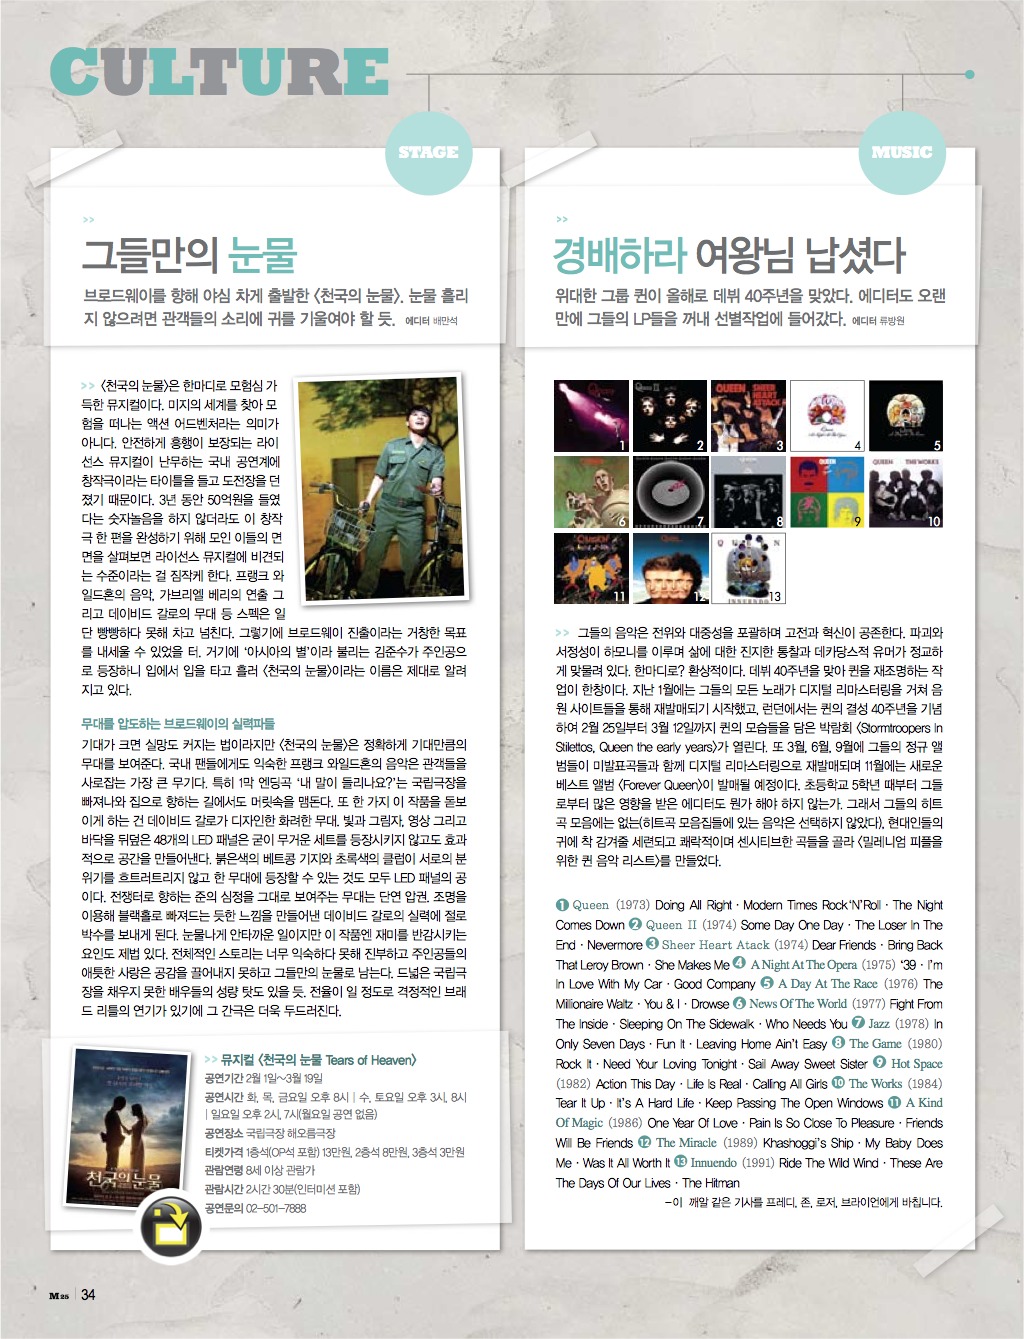 CULTURE
STAGE
>>
그들만의 눈물
브로드웨이를 향해 야심 차게 출발한 〈천국의 눈물〉. 눈물 흘리
지 않으려면 관객들의 소리에 귀를 기울여야 할 듯. 에디터 배만석
>> 〈천국의 눈물〉은 한마디로 모험심 가
득한 뮤지컬이다. 미지의 세계를 찾아 모
험을 떠나는 액션 어드벤처라는 의미가
아니다. 안전하게 흥행이 보장되는 라이
선스 뮤지컬이 난무하는 국내 공연계에
창작극이라는 타이틀을 들고 도전장을 던
졌기 때문이다. 3년 동안 50억원을 들였
다는 숫자놀음을 하지 않더라도 이 창작
극 한 편을 완성하기 위해 모인 이들의 면
면을 살펴보면 라이선스 뮤지컬에 비견되
는 수준이라는 걸 짐작케 한다. 프랭크 와
일드혼의 음악, 가브리엘 베리의 연출 그
리고 데이비드 갈로의 무대 등 스펙은 일
단 빵빵하다 못해 차고 넘친다. 그렇기에 브로드웨이 진출이라는 거창한 목표
를 내세울 수 있었을 터. 거기에 ‘아시아의 별’이라 불리는 김준수가 주인공으
로 등장하니 입에서 입을 타고 흘러 〈천국의 눈물〉이라는 이름은 제대로 알려
지고 있다.
무대를 압도하는 브로드웨이의 실력파들
기대가 크면 실망도 커지는 법이라지만 〈천국의 눈물〉은 정확하게 기대만큼의
무대를 보여준다. 국내 팬들에게도 익숙한 프랭크 와일드혼의 음악은 관객들을
사로잡는 가장 큰 무기다. 특히 1막 엔딩곡 ‘내 말이 들리나요?’는 국립극장을
빠져나와 집으로 향하는 길에서도 머릿속을 맴돈다. 또 한 가지 이 작품을 돋보
이게 하는 건 데이비드 갈로가 디자인한 화려한 무대. 빛과 그림자, 영상 그리고
바닥을 뒤덮은 48개의 LED 패널은 굳이 무거운 세트를 등장시키지 않고도 효과
적으로 공간을 만들어낸다. 붉은색의 베트콩 기지와 초록색의 클럽이 서로의 분
위기를 흐트러트리지 않고 한 무대에 등장할 수 있는 것도 모두 LED 패널의 공
이다. 전쟁터로 향하는 준의 심정을 그대로 보여주는 무대는 단연 압권. 조명을
이용해 블랙홀로 빠져드는 듯한 느낌을 만들어낸 데이비드 갈로의 실력에 절로
박수를 보내게 된다. 눈물나게 안타까운 일이지만 이 작품엔 재미를 반감시키는
요인도 제법 있다. 전체적인 스토리는 너무 익숙하다 못해 진부하고 주인공들의
애틋한 사랑은 공감을 끌어내지 못하고 그들만의 눈물로 남는다. 드넓은 국립극
장을 채우지 못한 배우들의 성량 탓도 있을 듯. 전율이 일 정도로 격정적인 브래
드 리틀의 연기가 있기에 그 간극은 더욱 두드러진다.
천국의 눈물
>> 뮤지컬 〈천국의 눈물 Tears of Heaven〉
공연기간 2월 1일~3월 19일
공연시간 화, 목, 금요일 오후 8시 | 수, 토요일 오후 3시, 8시
| 일요일 오후 2시, 7시(월요일 공연 없음)
공연장소 국립극장 해오름극장
티켓가격 1층석(OP석 포함) 13만원, 2층석 8만원, 3층석 3만원
관람연령 8세 이상 관람가
관람시간 2시간 30분(인터미션 포함)
공연문의 02-501-7888
MUSIC
>>
경배하라 여왕님 납셨다
위대한 그룹 퀸이 올해로 데뷔 40주년을 맞았다. 에디터도 오랜
만에 그들의 LP들을 꺼내 선별작업에 들어갔다. 에디터 류방원
Queen 1
Queen II 2
QUEEN SHEER HEART ATTACK 3
Queen 4
5
6
7
8
QUEEN 9
QUEEN THE WORKS 10
QUEEN 11
Queen 12
QUEEN INNUENDO 13
>> 그들의 음악은 전위와 대중성을 포괄하며 고전과 혁신이 공존한다. 파괴와
서정성이 하모니를 이루며 삶에 대한 진지한 통찰과 데카당스적 유머가 정교하
게 맞물려 있다. 한마디로? 환상적이다. 데뷔 40주년을 맞아 퀸을 재조명하는 작
업이 한창이다. 지난 1월에는 그들의 모든 노래가 디지털 리마스터링을 거쳐 음
원 사이트들을 통해 재발매되기 시작했고, 런던에서는 퀸의 결성 40주년을 기념
하여 2월 25일부터 3월 12일까지 퀸의 모습들을 담은 박람회 〈Stormtroopers In
Stilettos, Queen the early years〉가 열린다. 또 3월, 6월, 9월에 그들의 정규 앨
범들이 미발표곡들과 함께 디지털 리마스터링으로 재발매되며 11월에는 새로운
베스트 앨범 〈Forever Queen〉이 발매될 예정이다. 초등학교 5학년 때부터 그들
로부터 많은 영향을 받은 에디터도 뭔가 해야 하지 않는가. 그래서 그들의 히트
곡 모음에는 없는(히트곡 모음집들에 있는 음악은 선택하지 않았다), 현대인들의
귀에 착 감겨줄 세련되고 쾌락적이며 센시티브한 곡들을 골라 〈밀레니엄 피플을
위한 퀸 음악 리스트〉를 만들었다.
❶ Queen (1973) Doing All Right · Modern Times Rock‘N’Roll · The Night
Comes Down ❷ Queen II (1974) Some Day One Day · The Loser In The
End · Nevermore ❸ Sheer Heart Atack (1974) Dear Friends · Bring Back
That Leroy Brown · She Makes Me ❹ A Night At The Opera (1975) ‘39 · I’m
In Love With My Car · Good Company ❺ A Day At The Race (1976) The
Millionaire Waltz · You & I · Drowse ❻ News Of The World (1977) Fight From
The Inside · Sleeping On The Sidewalk · Who Needs You ❼ Jazz (1978) In
Only Seven Days · Fun It · Leaving Home Ain’t Easy ❽ The Game (1980)
Rock It · Need Your Loving Tonight · Sail Away Sweet Sister ❾ Hot Space
(1982) Action This Day · Life Is Real · Calling All Girls ❿ The Works (1984)
Tear It Up · It’s A Hard Life · Keep Passing The Open Windows ⓫ A Kind
Of Magic (1986) One Year Of Love · Pain Is So Close To Pleasure · Friends
Will Be Friends ⓬ The Miracle (1989) Khashoggi’s Ship · My Baby Does
Me · Was It All Worth It ⓭ Innuendo (1991) Ride The Wild Wind · These Are
The Days Of Our Lives · The Hitman
-이 깨알 같은 기사를 프레디, 존, 로저, 브라이언에게 바칩니다.
M25 | 34